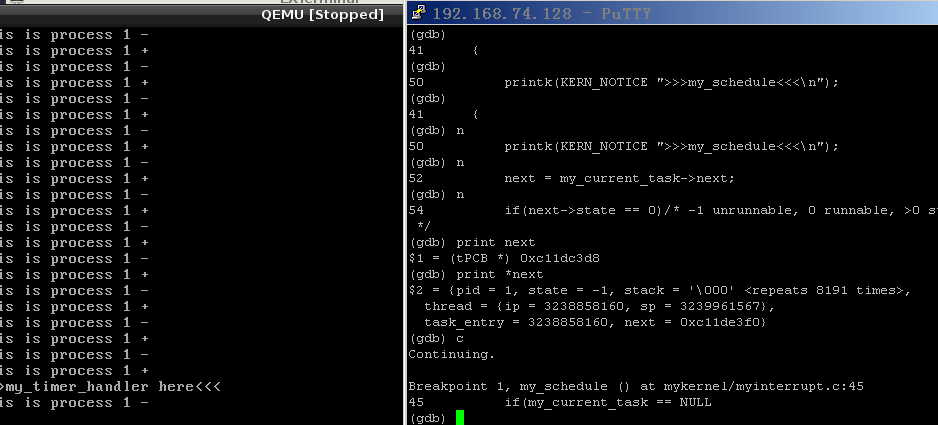 QEMU [Stopped]
is is process 1 -
is is process 1 +
is is process 1 -
is is process 1 +
is is process 1 -
is is process 1 +
is is process 1 -
is is process 1 +
is is process 1 -
is is process 1 +
is is process 1 -
is is process 1 +
is is process 1 -
is is process 1 +
is is process 1 -
is is process 1 +
is is process 1 -
is is process 1 +
is is process 1 -
is is process 1 +
is is process 1 -
is is process 1 +
>my_timer_handler here<<<
is is process 1 -
192.168.74.128 - PuTTY
(gdb)
41 {
(gdb)
50 printk(KERN_NOTICE ">>>my_schedule<<<\n");
(gdb)
41 {
(gdb) n
50 printk(KERN_NOTICE ">>>my_schedule<<<\n");
(gdb) n
52 next = my_current_task->next;
(gdb) n
54 if(next->state == 0)/* -1 unrunnable, 0 runnable, >0 s
*/
(gdb) print next
$1 = (tPCB *) 0xc11dc3d8
(gdb) print *next
$2 = {pid = 1, state = -1, stack = '\000' <repeats 8191 times>,
thread = {ip = 3238858160, sp = 3239961567},
task_entry = 3238858160, next = 0xc11de3f0}
(gdb) c
Continuing.
Breakpoint 1, my_schedule () at mykernel/myinterrupt.c:45
45 if(my_current_task == NULL
(gdb)